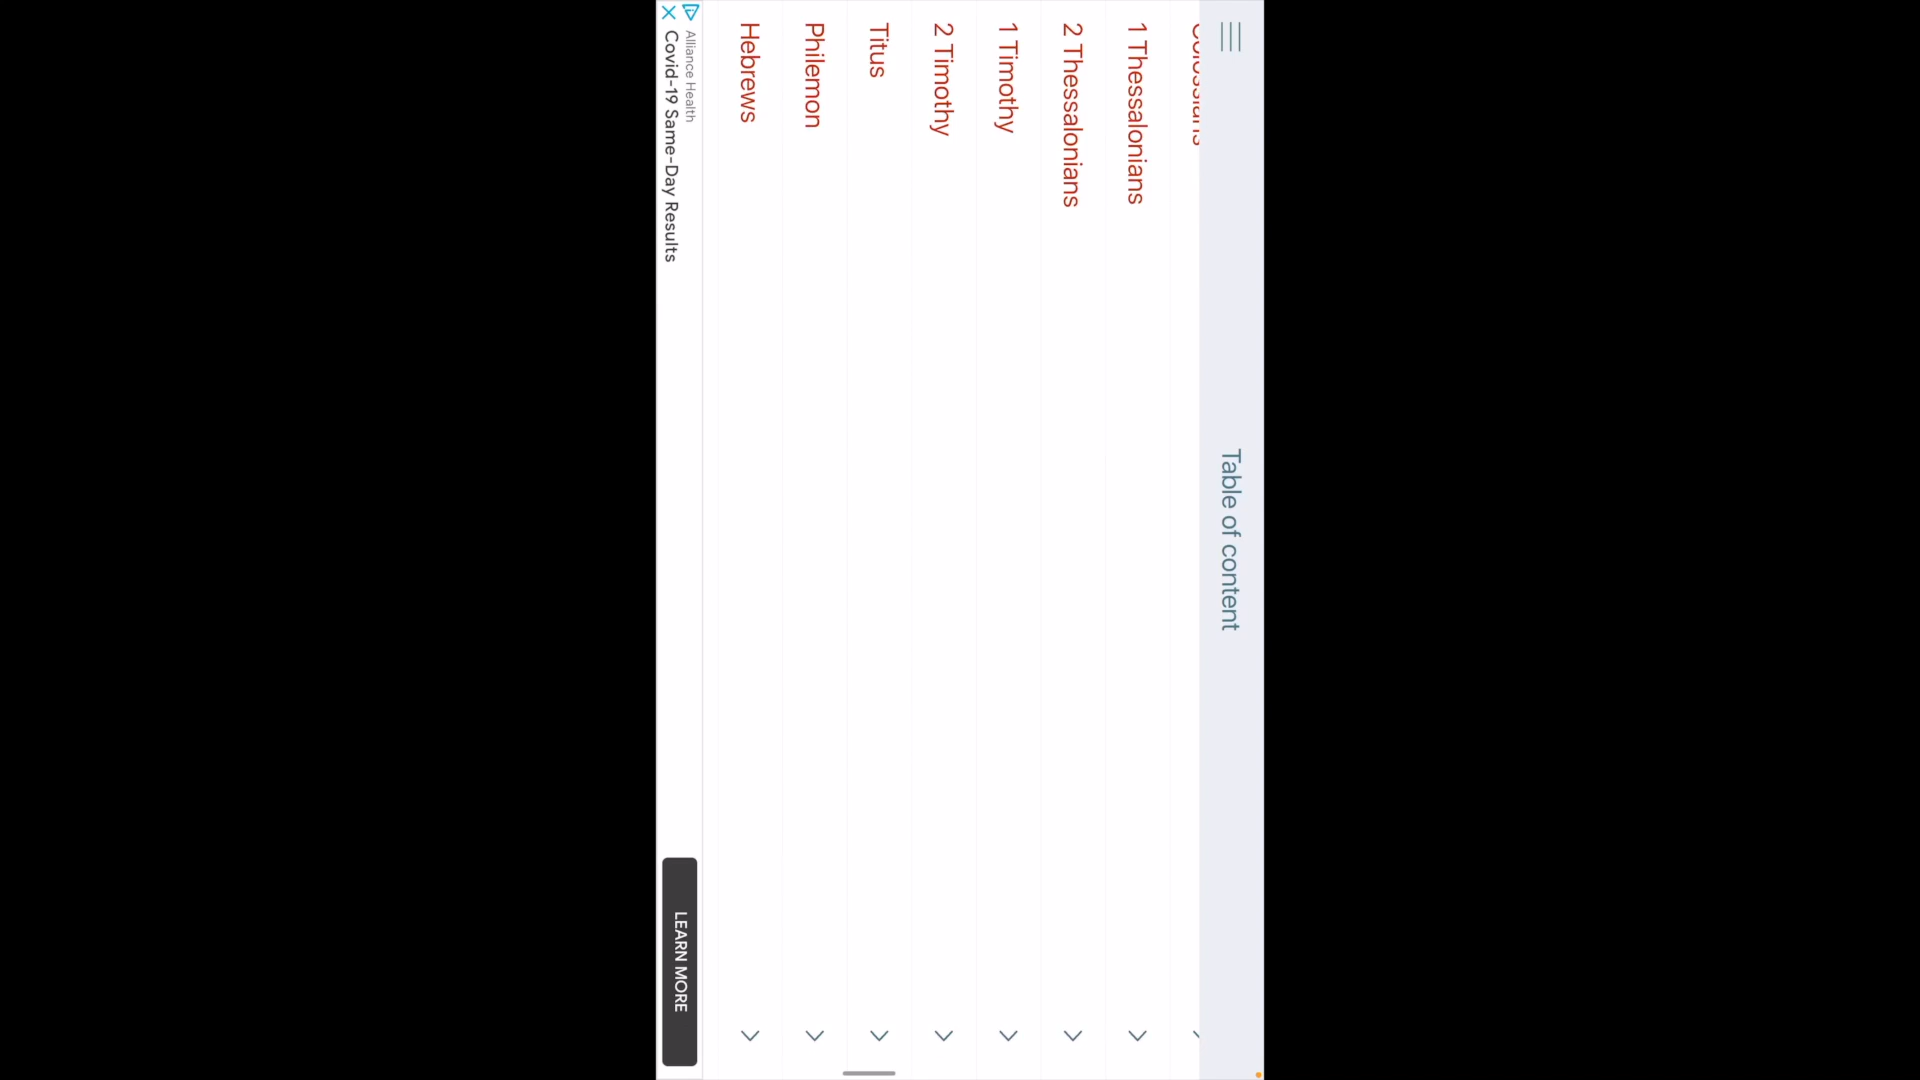 Table of content
Colossians
1 Thessalonians
2 Thessalonians
1 Timothy
2 Timothy
Titus
Philemon
Hebrews
Alliance Health
Covid-19 Same-Day Results
LEARN MORE